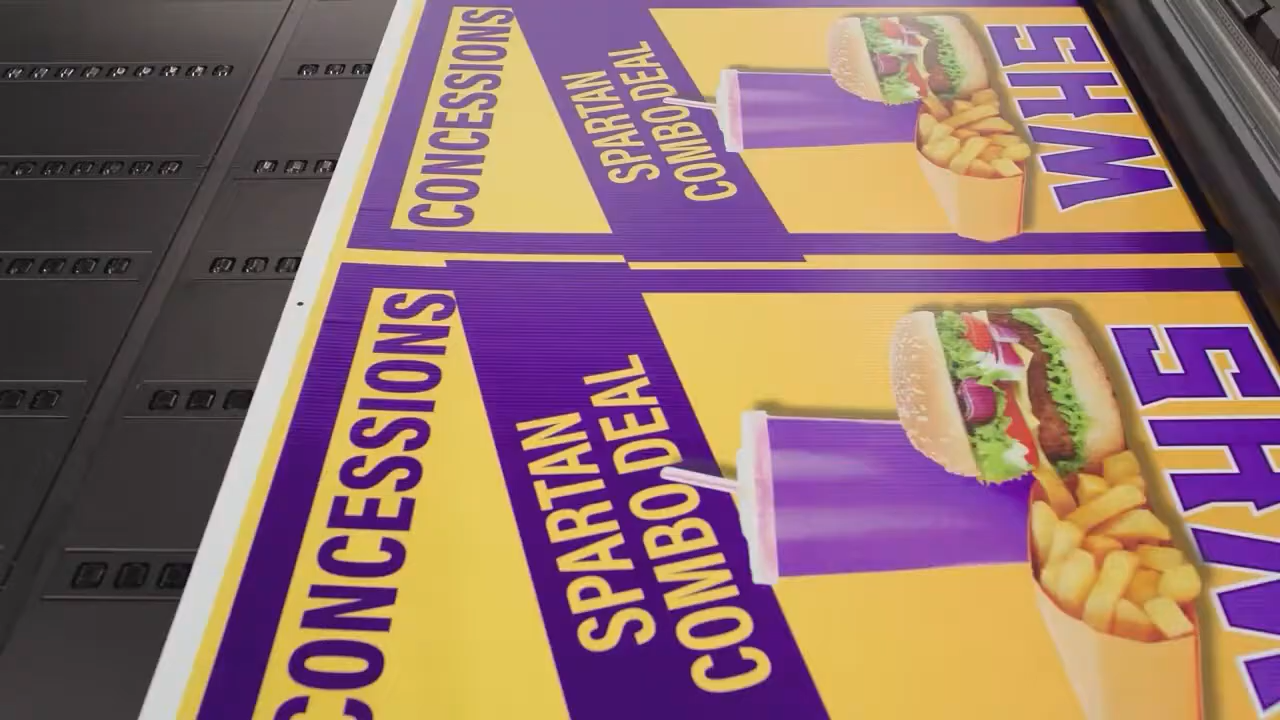 CONCESSIONS
SPARTAN
COMBO DEAL
WHS
CONCESSIONS
SPARTAN
COMBO DEAL
WHS